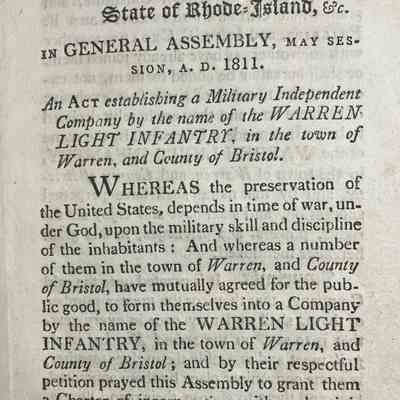 State of Rhode-Island, &c.
IN GENERAL ASSEMBLY, MAY SES-
SION, A. D. 1811.
An ACT establishing a Military Independent
Company by the name of the WARREN
LIGHT INFANTRY, in the town of
Warren, and County of Bristol.
WHEREAS the preservation of
the United States, depends in time of war, un-
der God, upon the military skill and discipline
of the inhabitants : And whereas a number
of them in the town of Warren, and County
of Bristol, have mutually agreed for the pub-
lic good, to form themselves into a Company
by the name of the WARREN LIGHT
INFANTRY, in the town of Warren, and
County of Bristol ; and by their respectful
petition prayed this Assembly to grant them
a Charter of incorporation